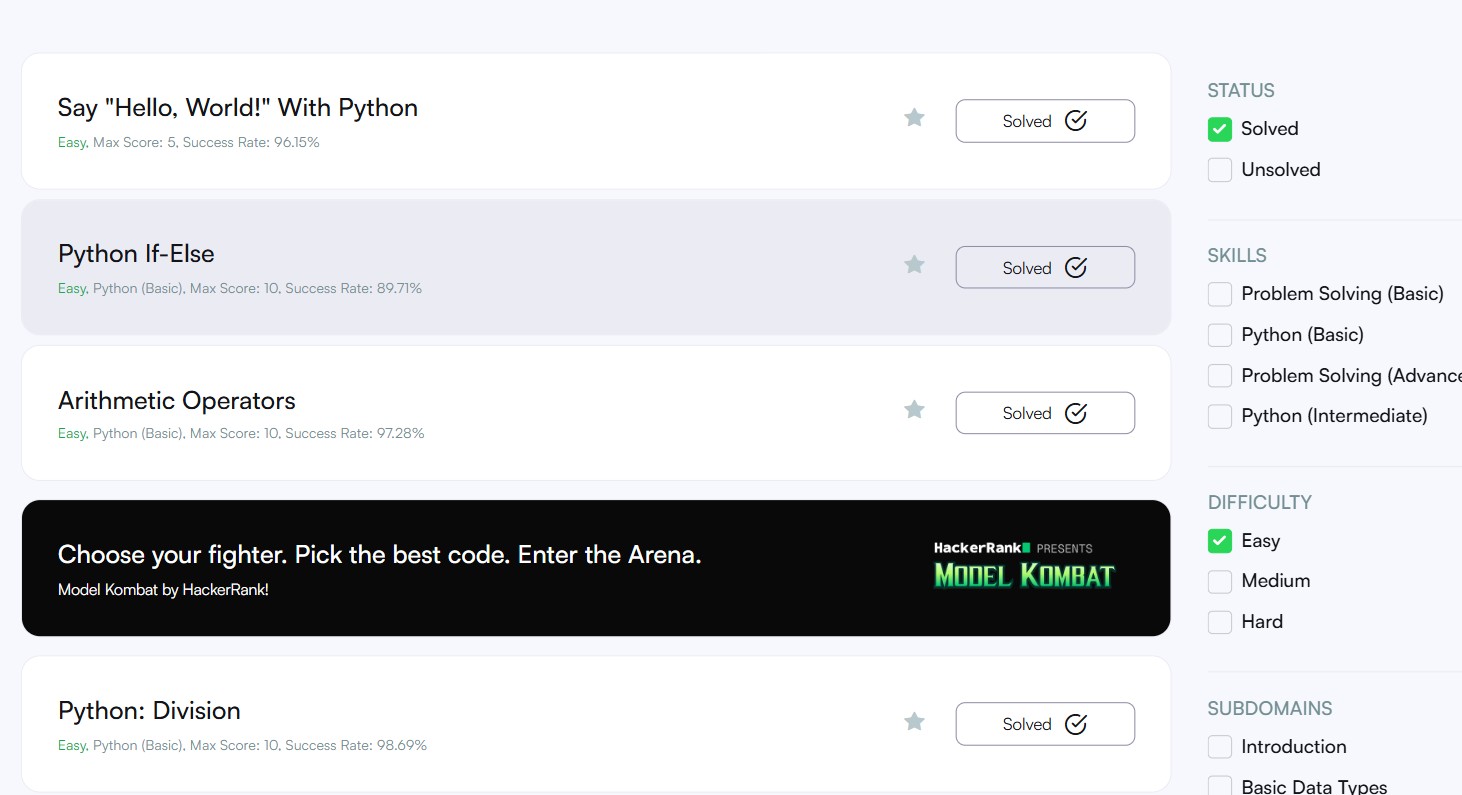 Say "Hello, World!" With Python
Easy, Max Score: 5, Success Rate: 96.15%
Solved
Python If-Else
Easy, Python (Basic), Max Score: 10, Success Rate: 89.71%
Solved
Arithmetic Operators
Easy, Python (Basic), Max Score: 10, Success Rate: 97.28%
Solved
Choose your fighter. Pick the best code. Enter the Arena.
Model Kombat by HackerRank!
HackerRank PRESENTS
MODEL KOMBAT
Python: Division
Easy, Python (Basic), Max Score: 10, Success Rate: 98.69%
Solved
STATUS
Solved
Unsolved
SKILLS
Problem Solving (Basic)
Python (Basic)
Problem Solving (Advance
Python (Intermediate)
DIFFICULTY
Easy
Medium
Hard
SUBDOMAINS
Introduction
Basic Data Types